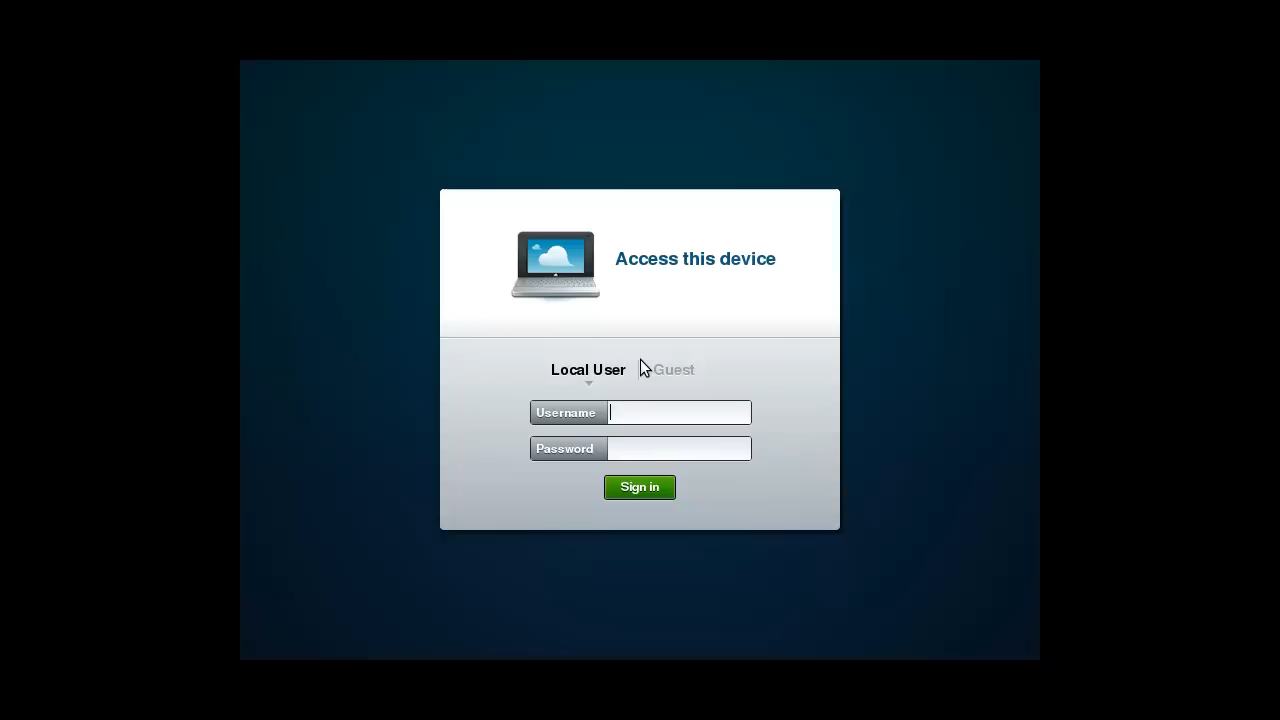 Access this device
Local User Guest
Username
Password
Sign in